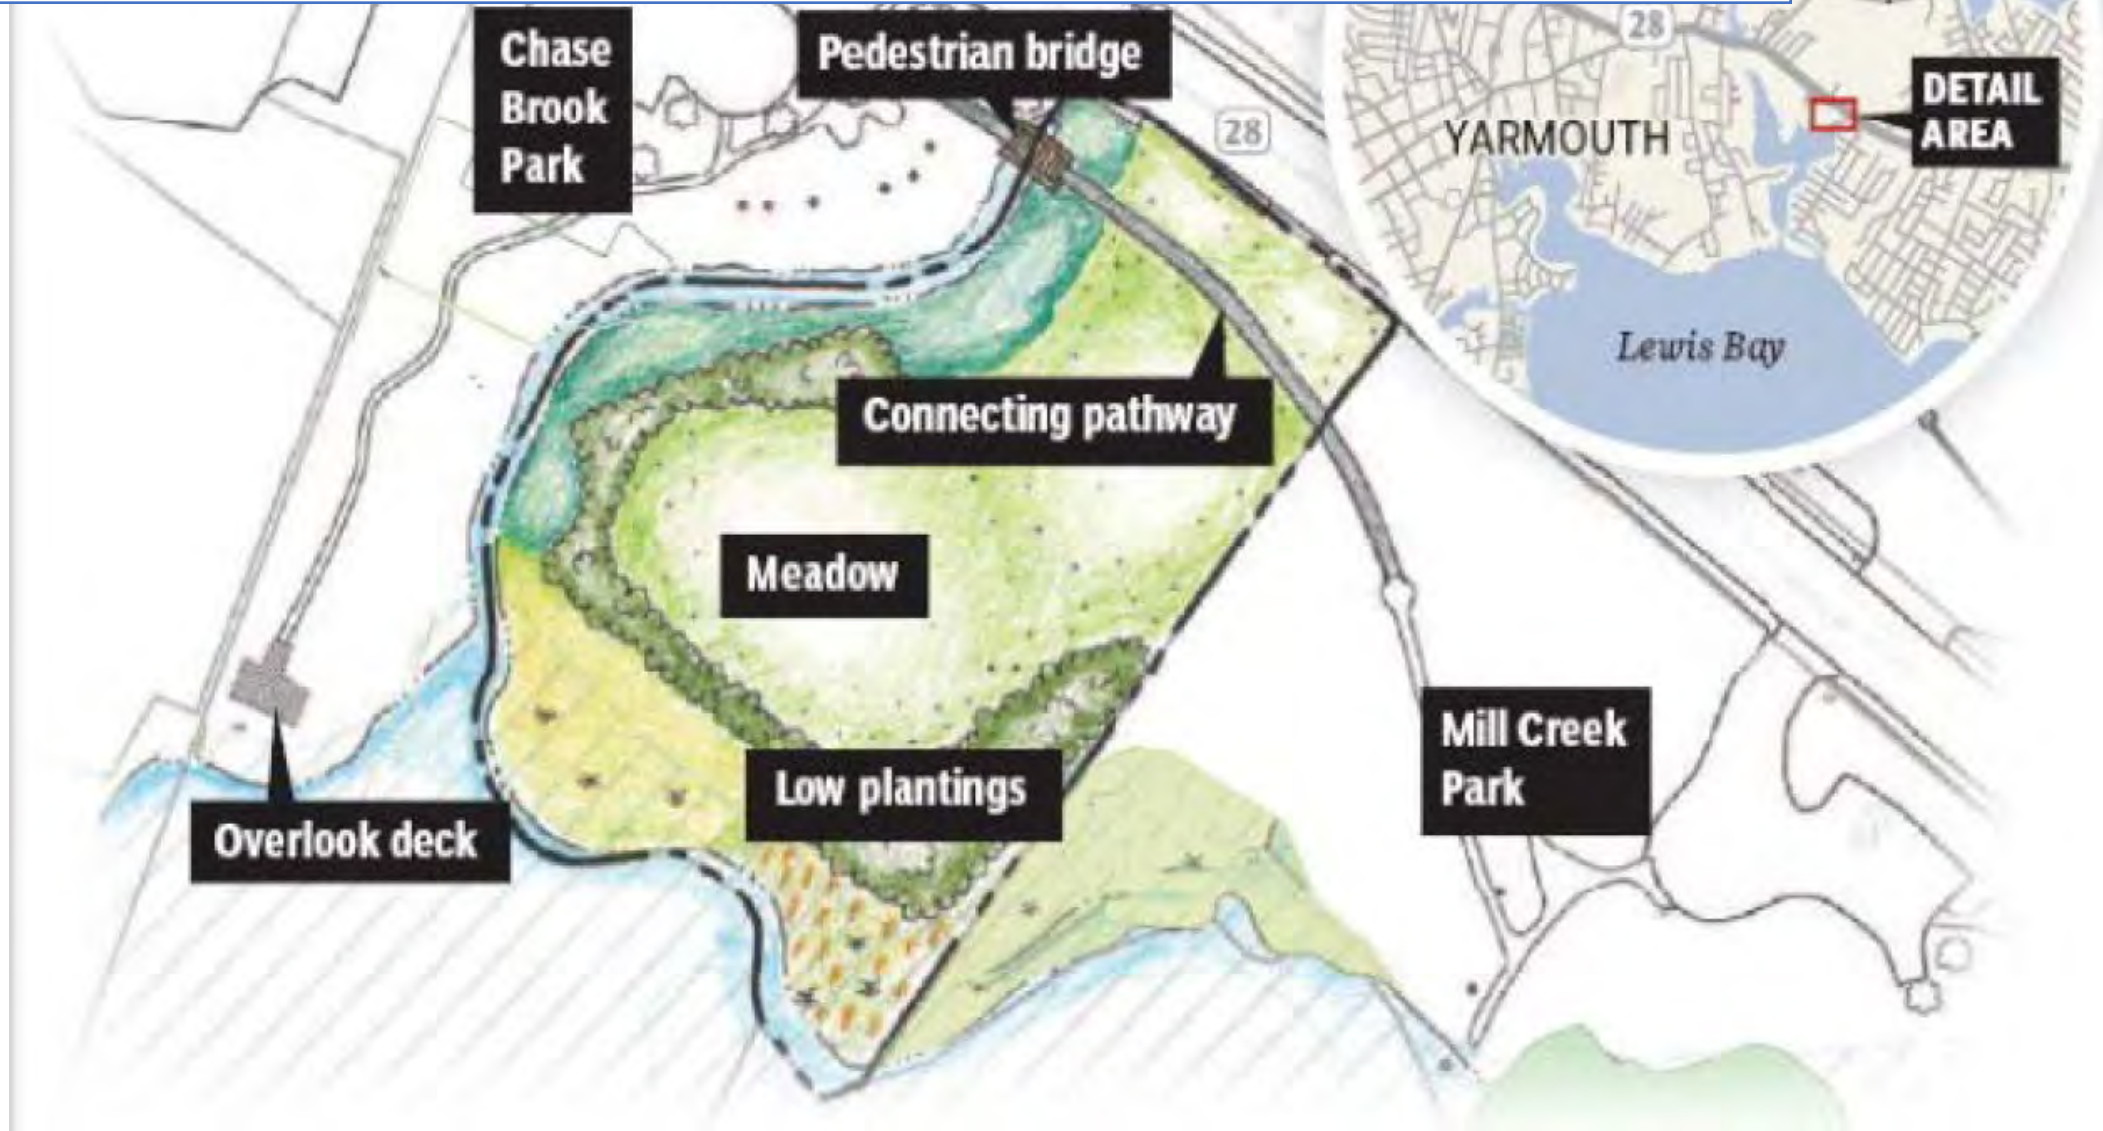 Chase
Brook
Park
Pedestrian bridge
28
28
YARMOUTH
DETAIL
AREA
Lewis Bay
Connecting pathway
Meadow
Low plantings
Mill Creek
Park
Overlook deck